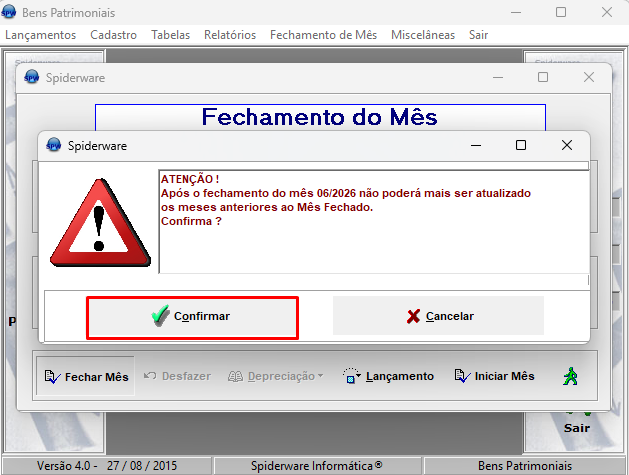 Bens Patrimoniais
Lançamentos Cadastro Tabelas Relatórios Fechamento de Mês Miscelâneas Sair
Spiderware
Fechamento do Mês
Spiderware
ATENÇÃO !
Após o fechamento do mês 06/2026 não poderá mais ser atualizado
os meses anteriores ao Mês Fechado.
Confirma ?
Confirmar Cancelar
Fechar Mês Desfazer Depreciação Lançamento Iniciar Mês
Sair
Versão 4.0 - 27 / 08 / 2015 Spiderware Informática® Bens Patrimoniais